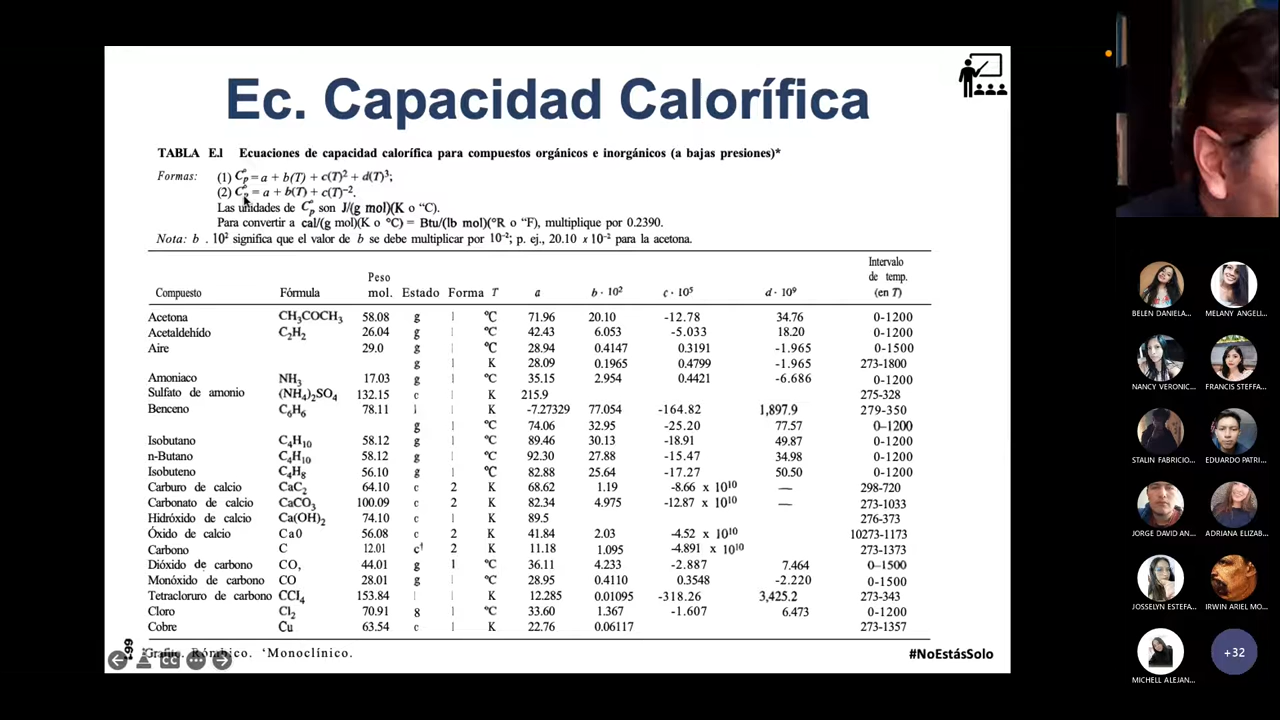 Ec. Capacidad Calorífica
TABLA E.l Ecuaciones de capacidad calorífica para compuestos orgánicos e inorgánicos (a bajas presiones)*
Formas: (1) C°p = a + b(T) + c(T)² + d(T)³;
(2) C°p = a + b(T) + c(T)⁻².
Las unidades de C°p son J/(g mol)(K o “C).
Para convertir a cal/(g mol)(K o °C) = Btu/(lb mol)(°R o “F), multiplique por 0.2390.
Nota: b . 10² significa que el valor de b se debe multiplicar por 10⁻²; p. ej., 20.10 x 10⁻² para la acetona.
Compuesto Fórmula Peso mol. Estado Forma T a b · 10² c · 10⁵ d · 10⁹ Intervalo de temp. (en T)
Acetona CH₃COCH₃ 58.08 g l °C 71.96 20.10 -12.78 34.76 0-1200
Acetaldehído C₂H₂ 26.04 g l °C 42.43 6.053 -5.033 18.20 0-1200
Aire 29.0 g l °C 28.94 0.4147 0.3191 -1.965 0-1500
g l K 28.09 0.1965 0.4799 -1.965 273-1800
Amoniaco NH₃ 17.03 g l °C 35.15 2.954 0.4421 -6.686 0-1200
Sulfato de amonio (NH₄)₂SO₄ 132.15 c l K 215.9 275-328
Benceno C₆H₆ 78.11 l l K -7.27329 77.054 -164.82 1,897.9 279-350
g l °C 74.06 32.95 -25.20 77.57 0-1200
Isobutano C₄H₁₀ 58.12 g l °C 89.46 30.13 -18.91 49.87 0-1200
n-Butano C₄H₁₀ 58.12 g l °C 92.30 27.88 -15.47 34.98 0-1200
Isobuteno C₄H₈ 56.10 g l °C 82.88 25.64 -17.27 50.50 0-1200
Carburo de calcio CaC₂ 64.10 c 2 K 68.62 1.19 -8.66 x 10¹⁰ — 298-720
Carbonato de calcio CaCO₃ 100.09 c 2 K 82.34 4.975 -12.87 x 10¹⁰ — 273-1033
Hidróxido de calcio Ca(OH)₂ 74.10 c l K 89.5 276-373
Óxido de calcio Ca0 56.08 c 2 K 41.84 2.03 -4.52 x 10¹⁰ 10273-1173
Carbono C 12.01 c† 2 K 11.18 1.095 -4.891 x 10¹⁰ 273-1373
Dióxido de carbono CO, 44.01 g 1 °C 36.11 4.233 -2.887 7.464 0-1500
Monóxido de carbono CO 28.01 g l °C 28.95 0.4110 0.3548 -2.220 0-1500
Tetracloruro de carbono CCl₄ 153.84 l l K 12.285 0.01095 -318.26 3,425.2 273-343
Cloro Cl₂ 70.91 g l °C 33.60 1.367 -1.607 6.473 0-1200
Cobre Cu 63.54 c l K 22.76 0.06117 273-1357
Rómbico. ‘Monoclínico.
#NoEstásSolo
BELEN DANIELA... MELANY ANGELI...
NANCY VERONIC... FRANCIS STEFFA...
STALIN FABRICIO... EDUARDO PATRI...
JORGE DAVID AN... ADRIANA ELIZAB...
JOSSELYN ESTEFA... IRWIN ARIEL MO...
+32
MICHELL ALEJAN...